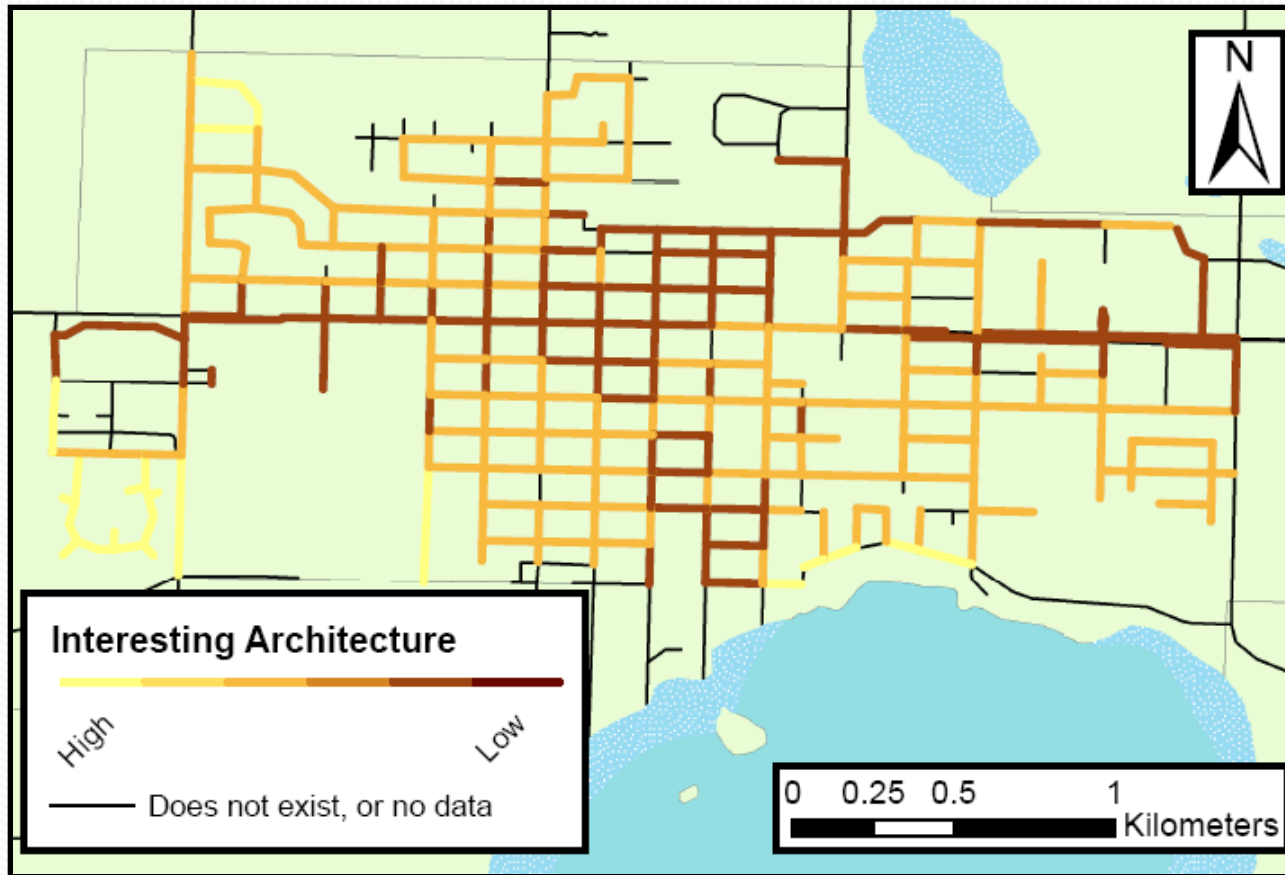 N
Interesting Architecture
High
Low
Does not exist, or no data
0 0.25 0.5 1
Kilometers